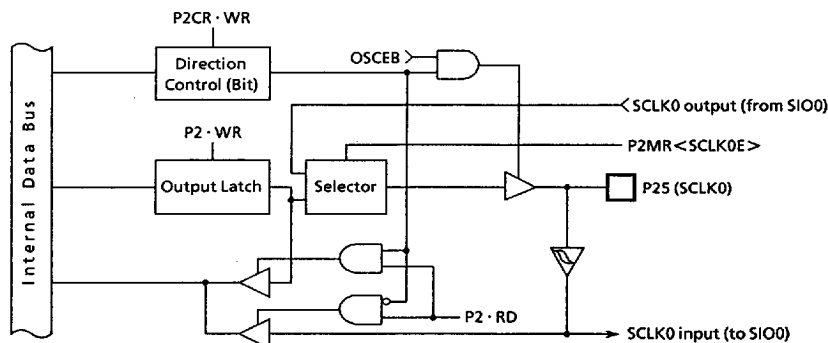 P2CR · WR
Direction
Control (Bit)
OSCEB
SCLK0 output (from SIO0)
P2MR<SCLK0E>
P2 · WR
Output Latch
Selector
P25 (SCLK0)
Internal Data Bus
P2 · RD
SCLK0 input (to SIO0)